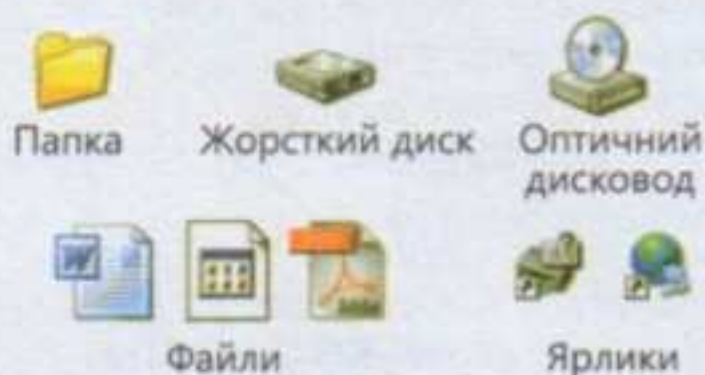 Папка
Жорсткий диск
Оптичний
дисковод
Файли
Ярлики